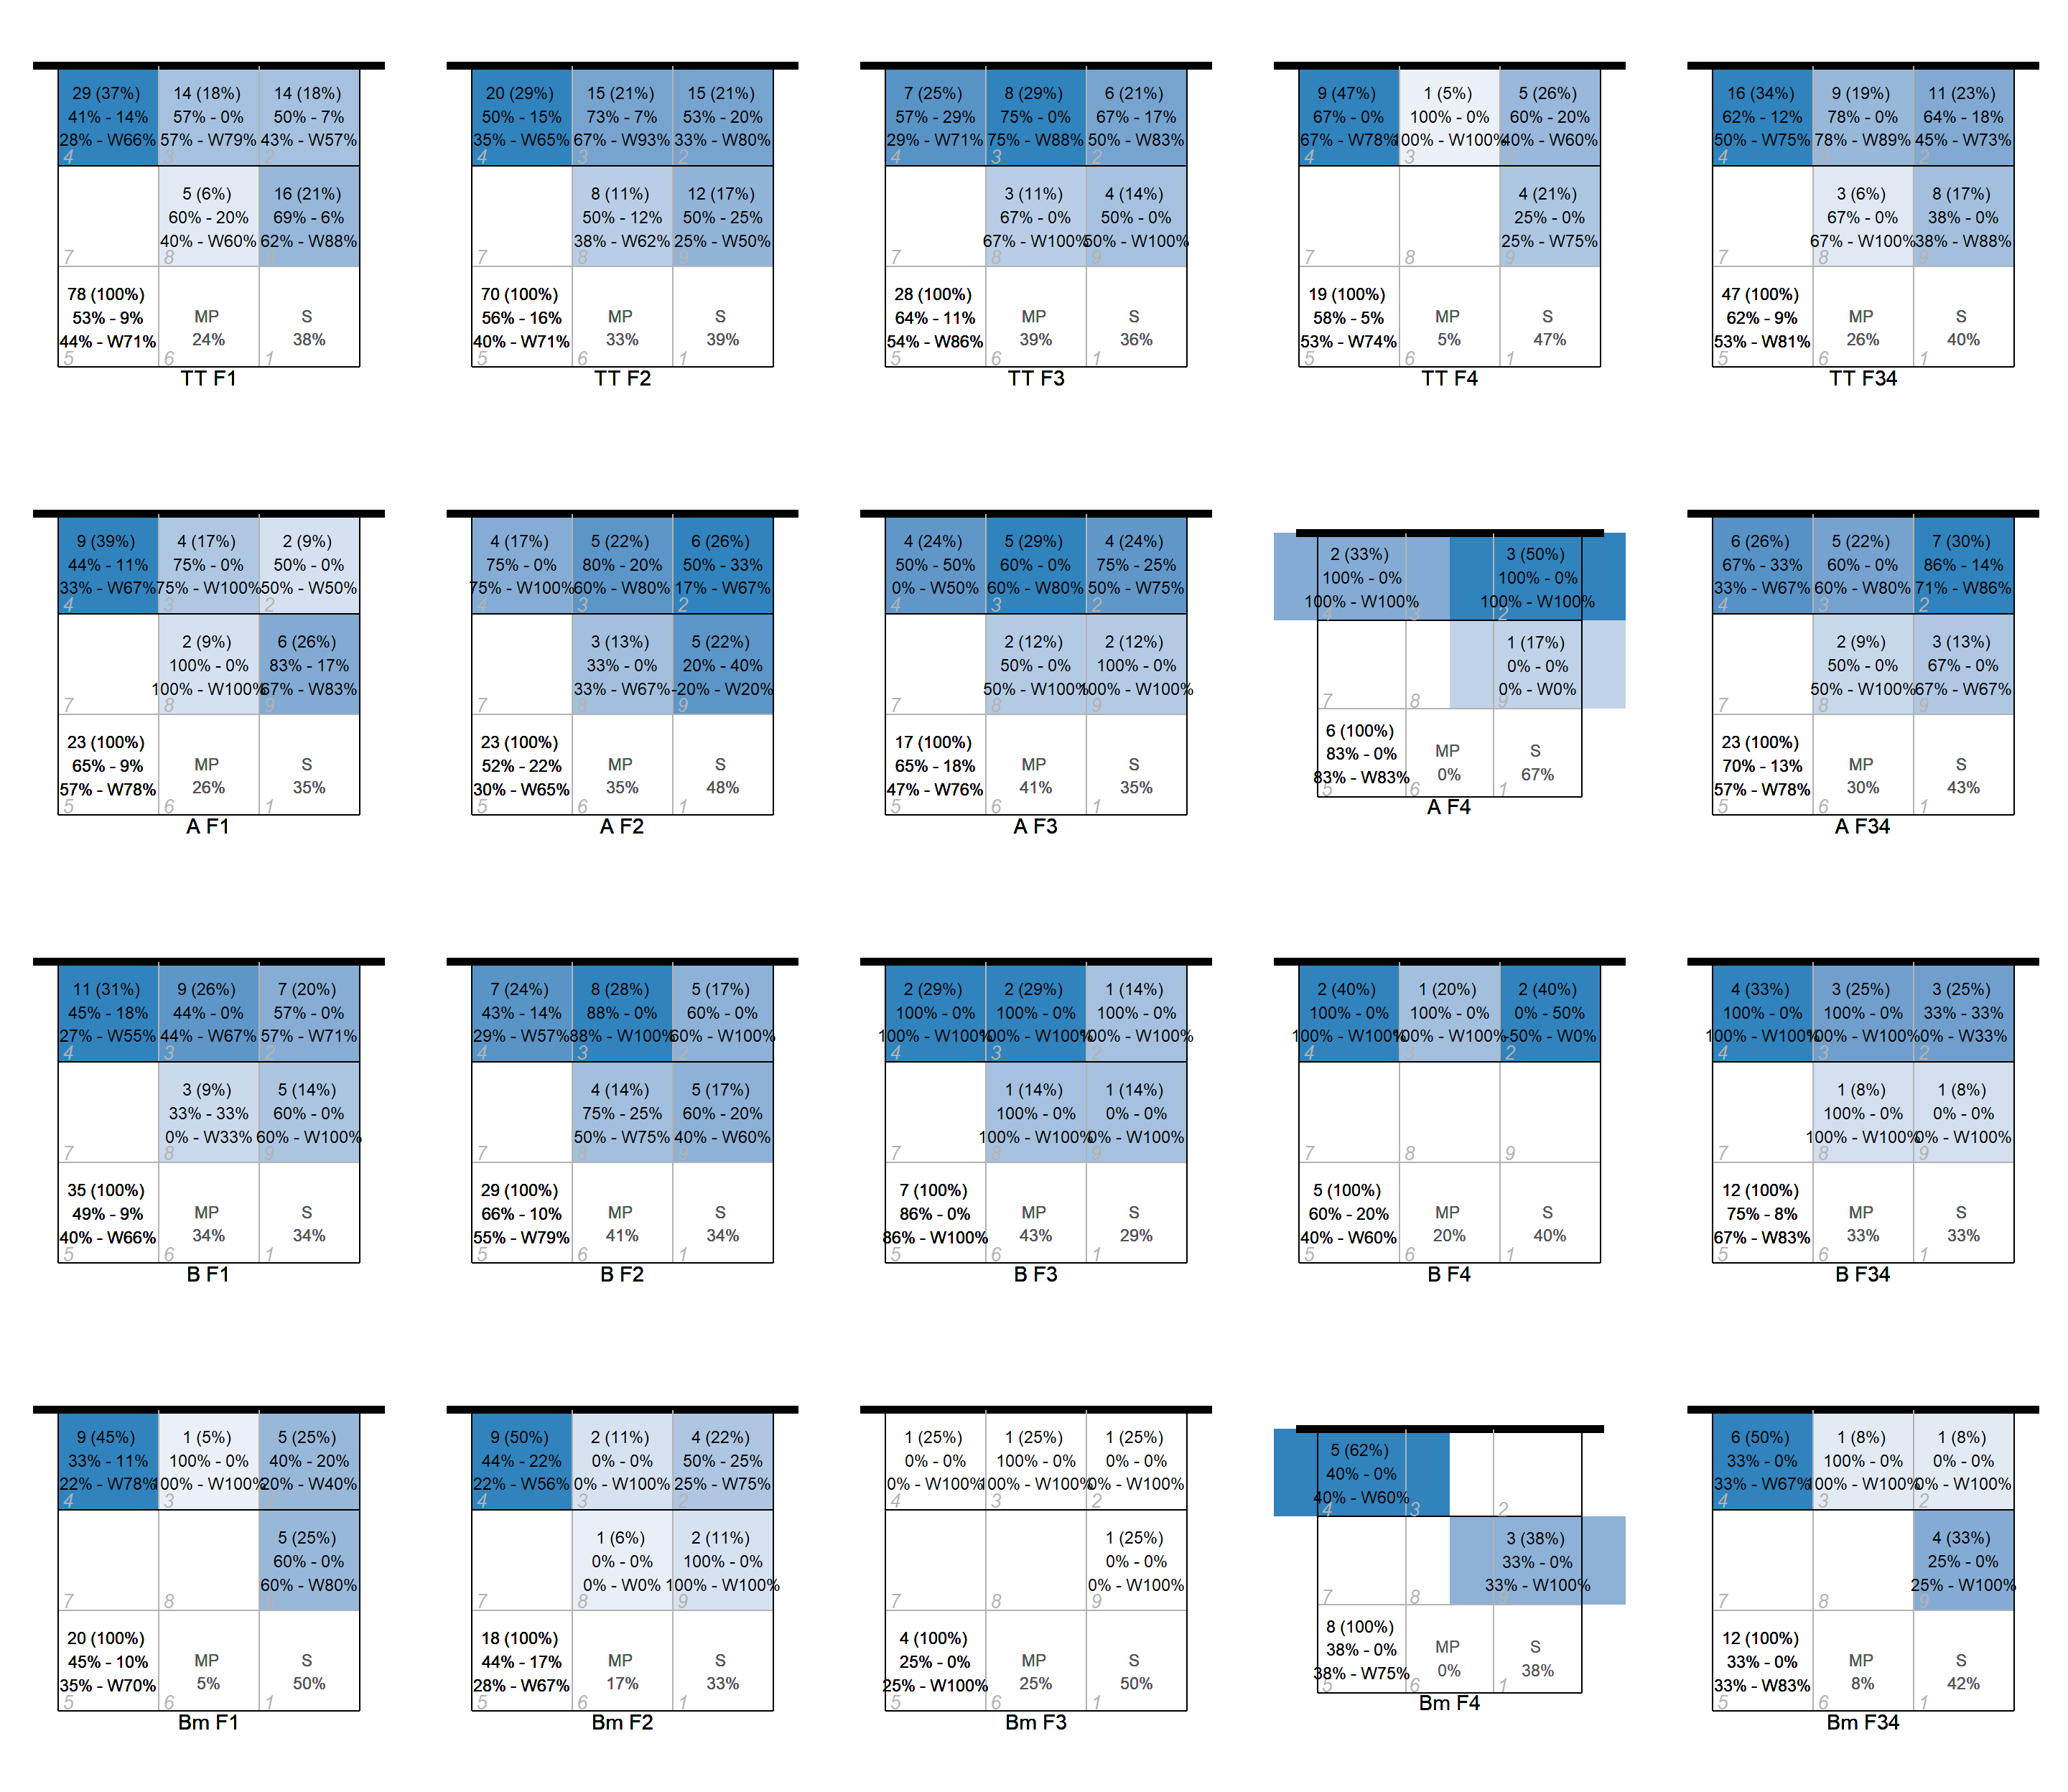 29 (37%) 14 (18%) 14 (18%)
41% - 14% 57% - 0% 50% - 7%
28% - W66% 57% - W79% 43% - W57%
4 3 2
5 (6%) 16 (21%)
60% - 20% 69% - 6%
40% - W60% 62% - W88%
7 8 9
78 (100%)
53% - 9% MP S
44% - W71% 24% 38%
5 6 1
TT F1
20 (29%) 15 (21%) 15 (21%)
50% - 15% 73% - 7% 53% - 20%
35% - W65% 67% - W93% 33% - W80%
4 3 2
8 (11%) 12 (17%)
50% - 12% 50% - 25%
38% - W62% 25% - W50%
7 8 9
70 (100%)
56% - 16% MP S
40% - W71% 33% 39%
5 6 1
TT F2
7 (25%) 8 (29%) 6 (21%)
57% - 29% 75% - 0% 67% - 17%
29% - W71% 75% - W88% 50% - W83%
4 3 2
3 (11%) 4 (14%)
67% - 0% 50% - 0%
67% - W100% 50% - W100%
7 8 9
28 (100%)
64% - 11% MP S
54% - W86% 39% 36%
5 6 1
TT F3
9 (47%) 1 (5%) 5 (26%)
67% - 0% 100% - 0% 60% - 20%
67% - W78% 100% - W100% 40% - W60%
4 3 2
4 (21%)
25% - 0%
25% - W75%
7 8 9
19 (100%)
58% - 5% MP S
53% - W74% 5% 47%
5 6 1
TT F4
16 (34%) 9 (19%) 11 (23%)
62% - 12% 78% - 0% 64% - 18%
50% - W75% 78% - W89% 45% - W73%
4 3 2
3 (6%) 8 (17%)
67% - 0% 38% - 0%
67% - W100% 38% - W88%
7 8 9
47 (100%)
62% - 9% MP S
53% - W81% 26% 40%
5 6 1
TT F34
9 (39%) 4 (17%) 2 (9%)
44% - 11% 75% - 0% 50% - 0%
33% - W67% 75% - W100% 50% - W50%
4 3 2
2 (9%) 6 (26%)
100% - 0% 83% - 17%
100% - W100% 67% - W83%
7 8 9
23 (100%)
65% - 9% MP S
57% - W78% 26% 35%
5 6 1
A F1
4 (17%) 5 (22%) 6 (26%)
75% - 0% 80% - 20% 50% - 33%
75% - W100% 60% - W80% 17% - W67%
4 3 2
3 (13%) 5 (22%)
33% - 0% 20% - 40%
33% - W67% -20% - W20%
7 8 9
23 (100%)
52% - 22% MP S
30% - W65% 35% 48%
5 6 1
A F2
4 (24%) 5 (29%) 4 (24%)
50% - 50% 60% - 0% 75% - 25%
0% - W50% 60% - W80% 50% - W75%
4 3 2
2 (12%) 2 (12%)
50% - 0% 100% - 0%
50% - W100% 100% - W100%
7 8 9
17 (100%)
65% - 18% MP S
47% - W76% 41% 35%
5 6 1
A F3
2 (33%) 3 (50%)
100% - 0% 100% - 0%
100% - W100% 100% - W100%
4 3 2
1 (17%)
0% - 0%
0% - W0%
7 8 9
6 (100%)
83% - 0% MP S
83% - W83% 0% 67%
5 6 1
A F4
6 (26%) 5 (22%) 7 (30%)
67% - 33% 60% - 0% 86% - 14%
33% - W67% 60% - W80% 71% - W86%
4 3 2
2 (9%) 3 (13%)
50% - 0% 67% - 0%
50% - W100% 67% - W67%
7 8 9
23 (100%)
70% - 13% MP S
57% - W78% 30% 43%
5 6 1
A F34
11 (31%) 9 (26%) 7 (20%)
45% - 18% 44% - 0% 57% - 0%
27% - W55% 44% - W67% 57% - W71%
4 3 2
3 (9%) 5 (14%)
33% - 33% 60% - 0%
0% - W33% 60% - W100%
7 8 9
35 (100%)
49% - 9% MP S
40% - W66% 34% 34%
5 6 1
B F1
7 (24%) 8 (28%) 5 (17%)
43% - 14% 88% - 0% 60% - 0%
29% - W57% 88% - W100% 60% - W100%
4 3 2
4 (14%) 5 (17%)
75% - 25% 60% - 20%
50% - W75% 40% - W60%
7 8 9
29 (100%)
66% - 10% MP S
55% - W79% 41% 34%
5 6 1
B F2
2 (29%) 2 (29%) 1 (14%)
100% - 0% 100% - 0% 100% - 0%
100% - W100% 100% - W100% 100% - W100%
4 3 2
1 (14%) 1 (14%)
100% - 0% 0% - 0%
100% - W100% 0% - W100%
7 8 9
7 (100%)
86% - 0% MP S
86% - W100% 43% 29%
5 6 1
B F3
2 (40%) 1 (20%) 2 (40%)
100% - 0% 100% - 0% 0% - 50%
100% - W100% 100% - W100% -50% - W0%
4 3 2
7 8 9
5 (100%)
60% - 20% MP S
40% - W60% 20% 40%
5 6 1
B F4
4 (33%) 3 (25%) 3 (25%)
100% - 0% 100% - 0% 33% - 33%
100% - W100% 100% - W100% 0% - W33%
4 3 2
1 (8%) 1 (8%)
100% - 0% 0% - 0%
100% - W100% 0% - W100%
7 8 9
12 (100%)
75% - 8% MP S
67% - W83% 33% 33%
5 6 1
B F34
9 (45%) 1 (5%) 5 (25%)
33% - 11% 100% - 0% 40% - 20%
22% - W78% 100% - W100% 20% - W40%
4 3 2
5 (25%)
60% - 0%
60% - W80%
7 8 9
20 (100%)
45% - 10% MP S
35% - W70% 5% 50%
5 6 1
Bm F1
9 (50%) 2 (11%) 4 (22%)
44% - 22% 0% - 0% 50% - 25%
22% - W56% 0% - W100% 25% - W75%
4 3 2
1 (6%) 2 (11%)
0% - 0% 100% - 0%
0% - W0% 100% - W100%
7 8 9
18 (100%)
44% - 17% MP S
28% - W67% 17% 33%
5 6 1
Bm F2
1 (25%) 1 (25%) 1 (25%)
0% - 0% 100% - 0% 0% - 0%
0% - W100% 100% - W100% 0% - W100%
4 3 2
1 (25%)
0% - 0%
0% - W100%
7 8 9
4 (100%)
25% - 0% MP S
25% - W100% 25% 50%
5 6 1
Bm F3
5 (62%)
40% - 0%
40% - W60%
4 3 2
3 (38%)
33% - 0%
33% - W100%
7 8 9
8 (100%)
38% - 0% MP S
38% - W75% 0% 38%
5 6 1
Bm F4
6 (50%) 1 (8%) 1 (8%)
33% - 0% 100% - 0% 0% - 0%
33% - W67% 100% - W100% 0% - W100%
4 3 2
4 (33%)
25% - 0%
25% - W100%
7 8 9
12 (100%)
33% - 0% MP S
33% - W83% 8% 42%
5 6 1
Bm F34